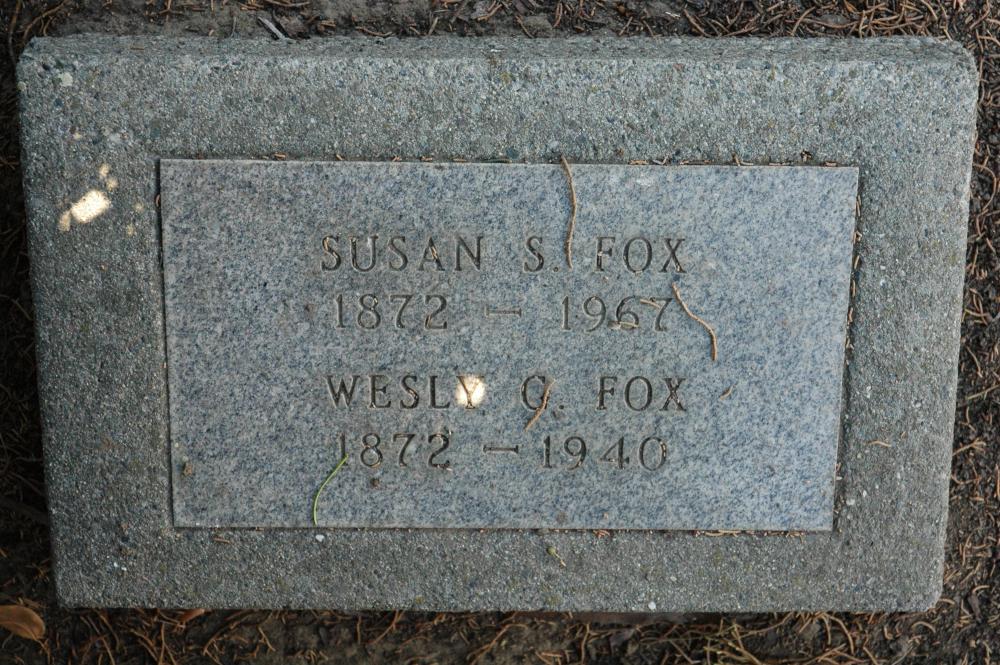 SUSAN S. FOX
1872 — 1967
WESLY G. FOX
1872 — 1940